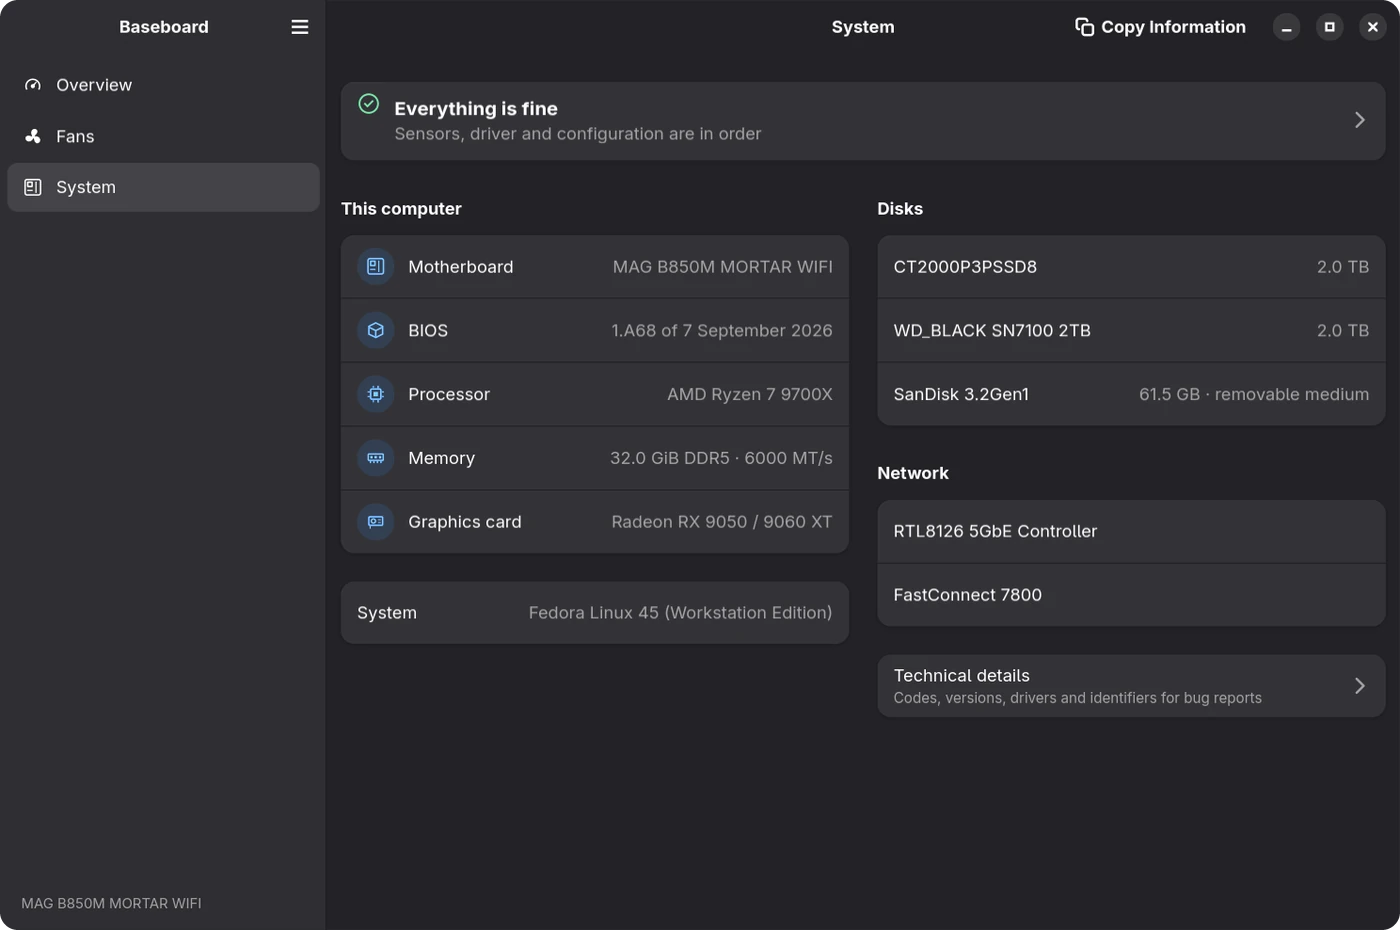 Baseboard
Overview
Fans
System
MAG B850M MORTAR WIFI
System
Copy Information
Everything is fine
Sensors, driver and configuration are in order
This computer
Motherboard MAG B850M MORTAR WIFI
BIOS 1.A68 of 7 September 2026
Processor AMD Ryzen 7 9700X
Memory 32.0 GiB DDR5 · 6000 MT/s
Graphics card Radeon RX 9050 / 9060 XT
System Fedora Linux 45 (Workstation Edition)
Disks
CT2000P3PSSD8 2.0 TB
WD_BLACK SN7100 2TB 2.0 TB
SanDisk 3.2Gen1 61.5 GB · removable medium
Network
RTL8126 5GbE Controller
FastConnect 7800
Technical details
Codes, versions, drivers and identifiers for bug reports